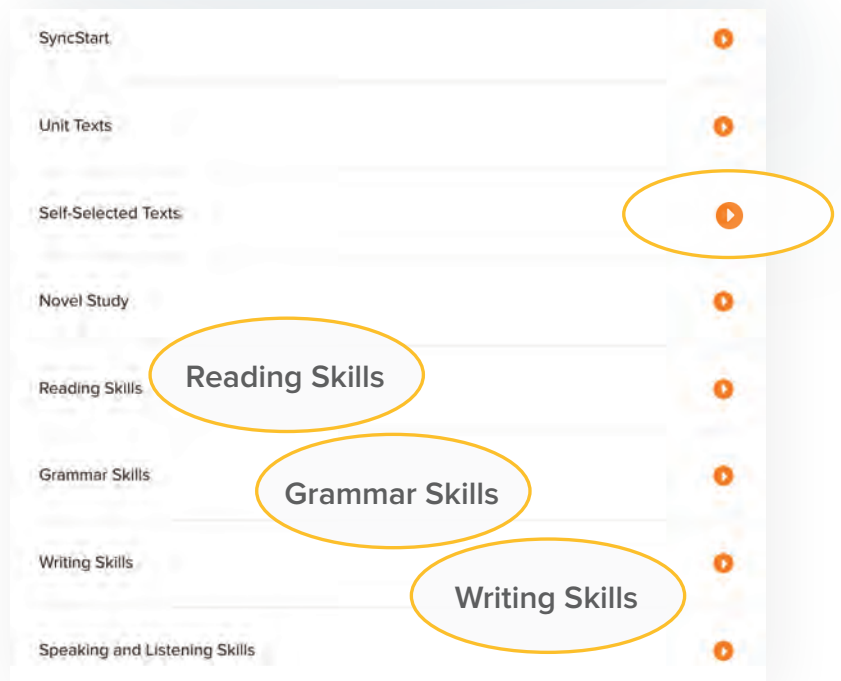 SyncStart
Unit Texts
Self-Selected Texts
Novel Study
Reading Skills
Reading Skills
Grammar Skills
Grammar Skills
Writing Skills
Writing Skills
Speaking and Listening Skills